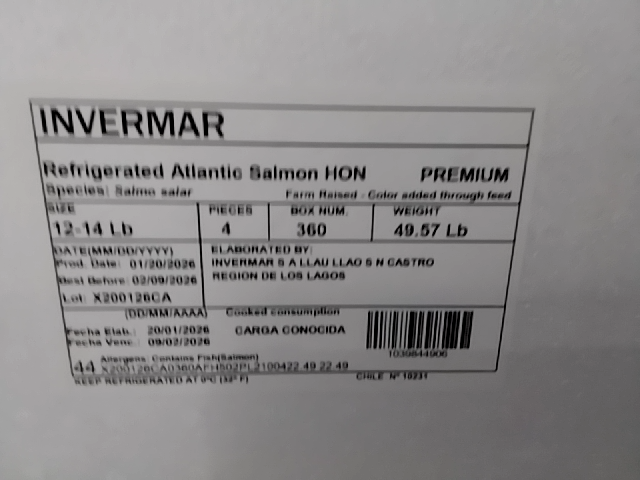 INVERMAR
Refrigerated Atlantic Salmon HON PREMIUM
Species: Salmo salar Farm Raised - Color added through feed
SIZE PIECES BOX NUM. WEIGHT
12-14 Lb 4 360 49.57 Lb
DATE(MM/DD/YYYY) ELABORATED BY:
Prod. Date: 01/20/2026 INVERMAR S A LLAU LLAO S N CASTRO
Best Before: 02/09/2026 REGION DE LOS LAGOS
Lot: X200126CA
(DD/MM/AAAA) Cooked consumption
Fecha Elab.: 20/01/2026 CARGA CONOCIDA
Fecha Venc.: 09/02/2026
1039844906
44 Allergens: Contains Fish(Salmon)
KEEP REFRIGERATED AT 0ºC (32º F) CHILE Nº 10231